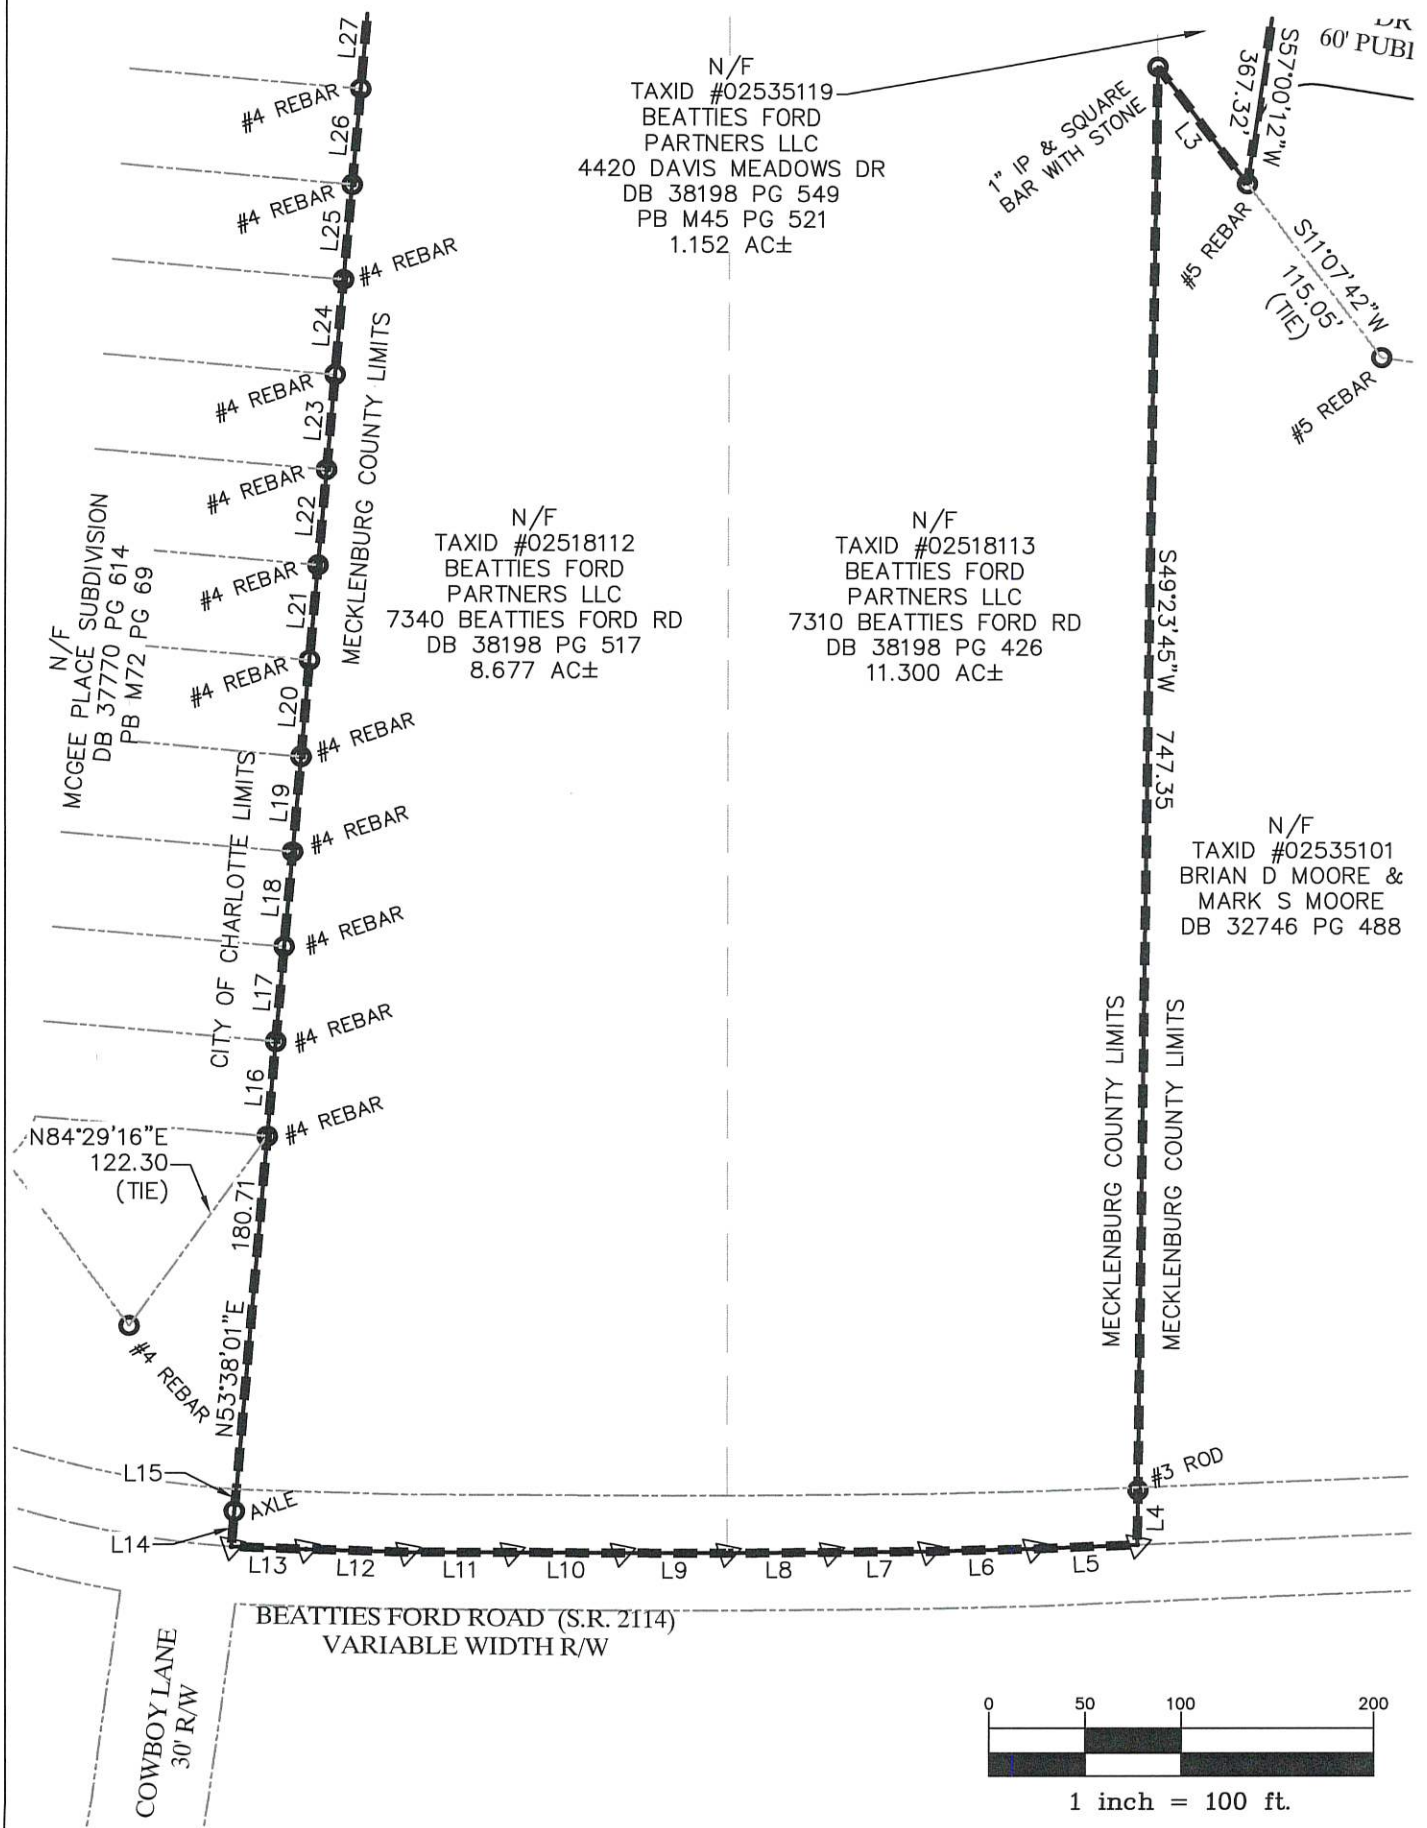 L27
#4 REBAR
L26
#4 REBAR
L25
#4 REBAR
L24
#4 REBAR
L23
#4 REBAR
L22
#4 REBAR
L21
#4 REBAR
L20
#4 REBAR
L19
#4 REBAR
L18
#4 REBAR
L17
#4 REBAR
L16
#4 REBAR
MECKLENBURG COUNTY LIMITS
CITY OF CHARLOTTE LIMITS
N/F
MCGEE PLACE SUBDIVISION
DB 37770 PG 614
PB M72 PG 69
N/F
TAXID #02535119
BEATTIES FORD
PARTNERS LLC
4420 DAVIS MEADOWS DR
DB 38198 PG 549
PB M45 PG 521
1.152 AC±
1" IP & SQUARE
BAR WITH STONE
L3
S57°00'12"W
367.32'
DR
60' PUBI
#5 REBAR
S11°07'42"W
115.05'
(TIE)
#5 REBAR
N/F
TAXID #02518112
BEATTIES FORD
PARTNERS LLC
7340 BEATTIES FORD RD
DB 38198 PG 517
8.677 AC±
N/F
TAXID #02518113
BEATTIES FORD
PARTNERS LLC
7310 BEATTIES FORD RD
DB 38198 PG 426
11.300 AC±
S49°23'45"W 747.35
N/F
TAXID #02535101
BRIAN D MOORE &
MARK S MOORE
DB 32746 PG 488
MECKLENBURG COUNTY LIMITS
MECKLENBURG COUNTY LIMITS
N84°29'16"E
122.30
(TIE)
#4 REBAR
N53°38'01"E 180.71
L15
AXLE
L14
#3 ROD
L4
L13
L12
L11
L10
L9
L8
L7
L6
L5
BEATTIES FORD ROAD (S.R. 2114)
VARIABLE WIDTH R/W
COWBOY LANE
30' R/W
0 50 100 200
1 inch = 100 ft.